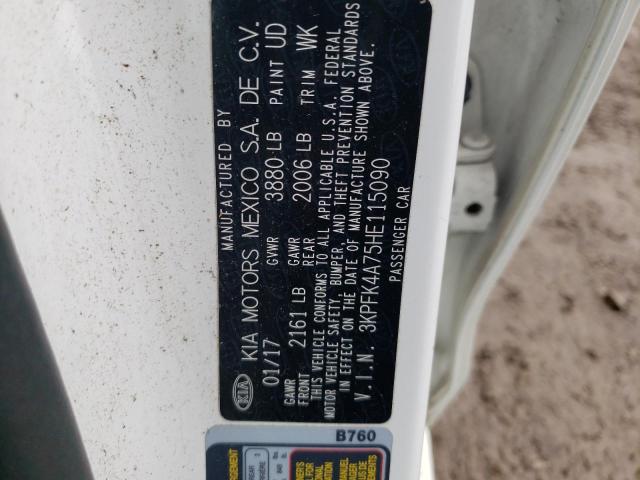 MANUFACTURED BY
KIA MOTORS MEXICO S.A. DE C.V.
01/17 GVWR 3880 LB PAINT UD
GAWR FRONT 2161 LB GAWR REAR 2006 LB TRIM WK
THIS VEHICLE CONFORMS TO ALL APPLICABLE U.S.A. FEDERAL
MOTOR VEHICLE SAFETY, BUMPER, AND THEFT PREVENTION STANDARDS
IN EFFECT ON THE DATE OF MANUFACTURE SHOWN ABOVE.
V.I.N. 3KPFK4A75HE115090
PASSENGER CAR
KIA
B760